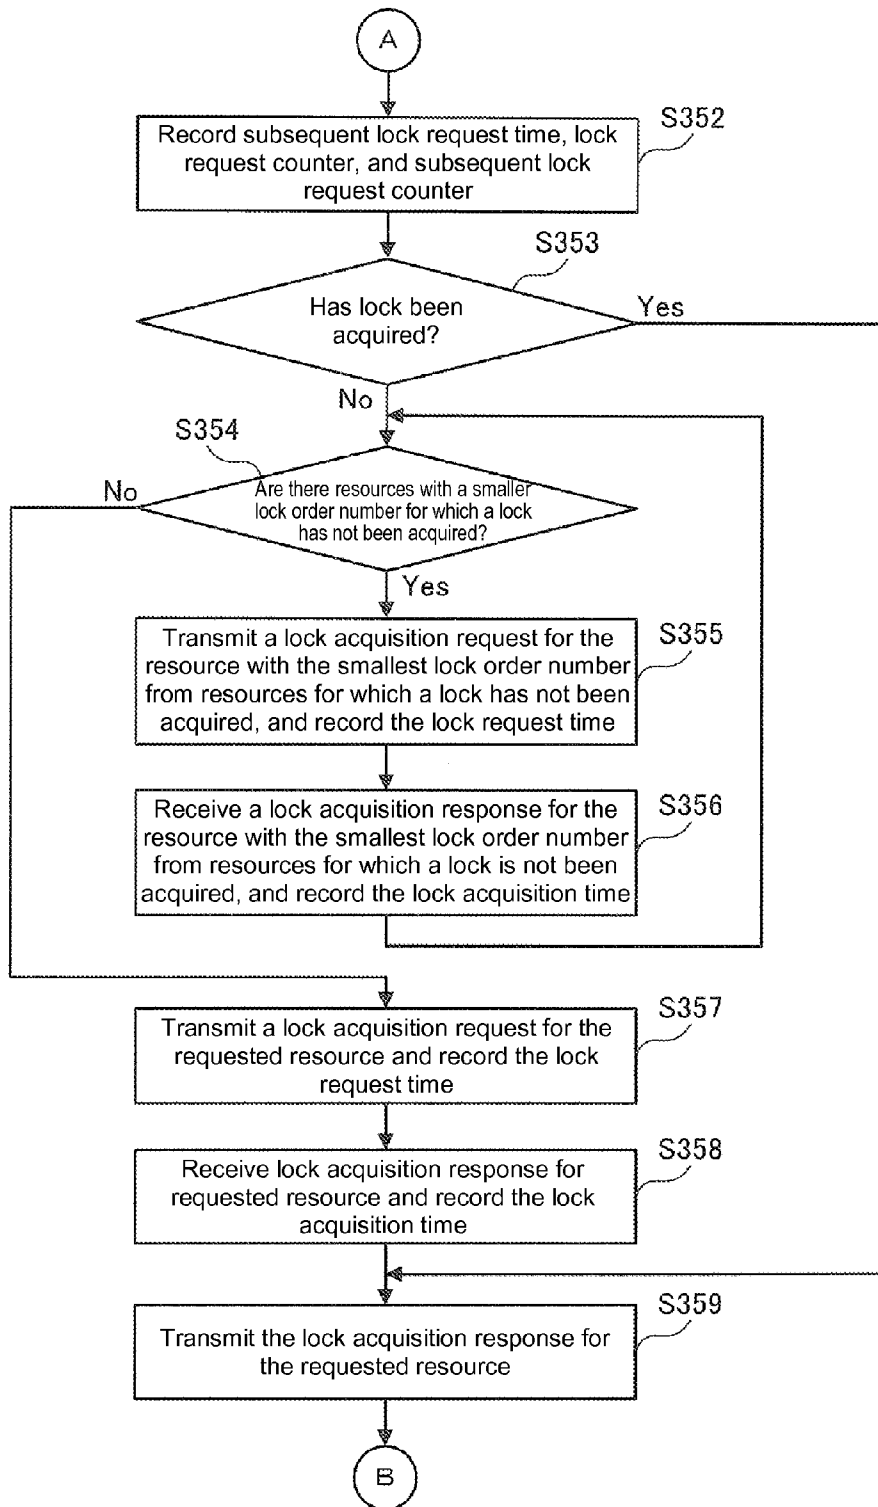 A
S352
Record subsequent lock request time, lock
request counter, and subsequent lock
request counter
S353
Has lock been
acquired?
Yes
No
S354
No
Are there resources with a smaller
lock order number for which a lock
has not been acquired?
Yes
S355
Transmit a lock acquisition request for the
resource with the smallest lock order number
from resources for which a lock has not been
acquired, and record the lock request time
S356
Receive a lock acquisition response for the
resource with the smallest lock order number
from resources for which a lock is not been
acquired, and record the lock acquisition time
S357
Transmit a lock acquisition request for the
requested resource and record the lock
request time
S358
Receive lock acquisition response for
requested resource and record the lock
acquisition time
S359
Transmit the lock acquisition response for
the requested resource
B